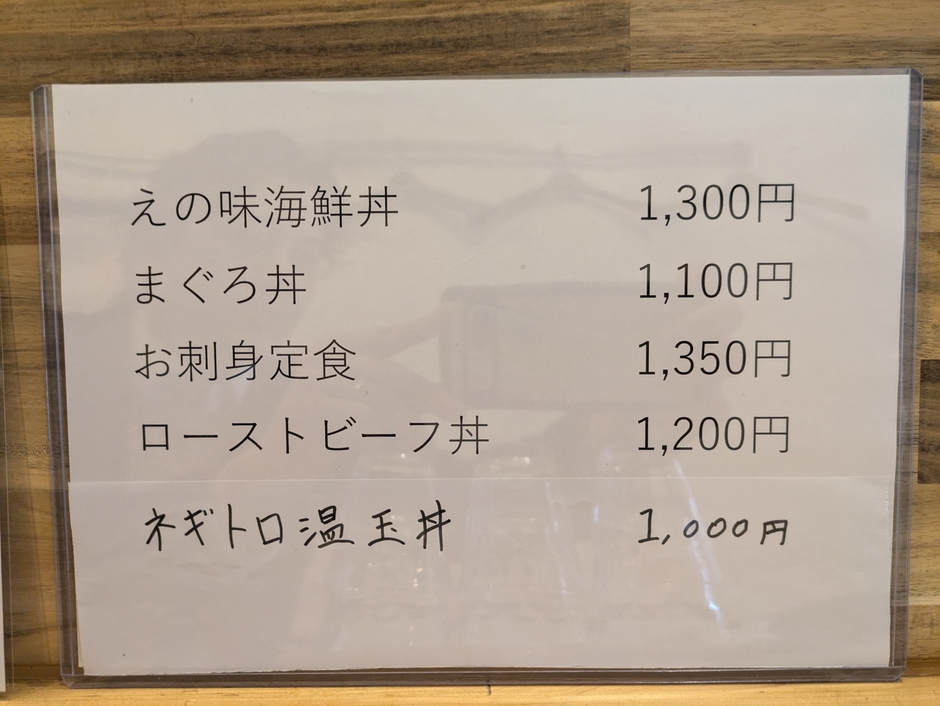 えの味海鮮丼 1,300円
まぐろ丼 1,100円
お刺身定食 1,350円
ローストビーフ丼 1,200円
ネギトロ温玉丼 1,000円